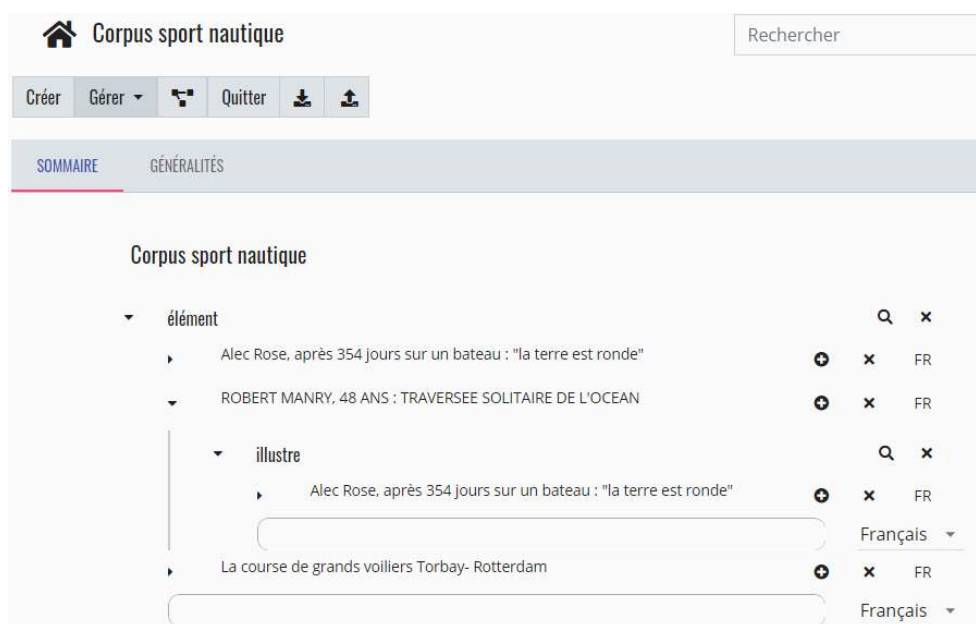 Corpus sport nautique
Rechercher
Créer Gérer Quitter
SOMMAIRE GÉNÉRALITÉS
Corpus sport nautique
élément
Alec Rose, après 354 jours sur un bateau : "la terre est ronde" FR
ROBERT MANRY, 48 ANS : TRAVERSEE SOLITAIRE DE L'OCEAN FR
illustre
Alec Rose, après 354 jours sur un bateau : "la terre est ronde" FR
Français
La course de grands voiliers Torbay- Rotterdam FR
Français